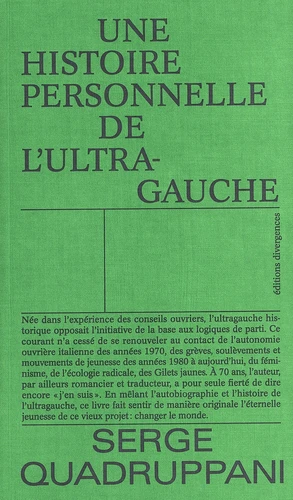 UNE
HISTOIRE
PERSONNELLE
DE
L'ULTRA-
GAUCHE
éditions divergences
Née dans l'expérience des conseils ouvriers, l'ultragauche his-
torique opposait l'initiative de la base aux logiques de parti. Ce
courant n'a cessé de se renouveler au contact de l'autonomie
ouvrière italienne des années 1970, des grèves, soulèvements et
mouvements de jeunesse des années 1980 à aujourd'hui, du fémi-
nisme, de l'écologie radicale, des Gilets jaunes. À 70 ans, l'auteur,
par ailleurs romancier et traducteur, a pour seule fierté de dire
encore « j'en suis ». En mêlant l'autobiographie et l'histoire de
l'ultragauche, ce livre fait sentir de manière originale l'éternelle
jeunesse de ce vieux projet : changer le monde.
SERGE
QUADRUPPANI